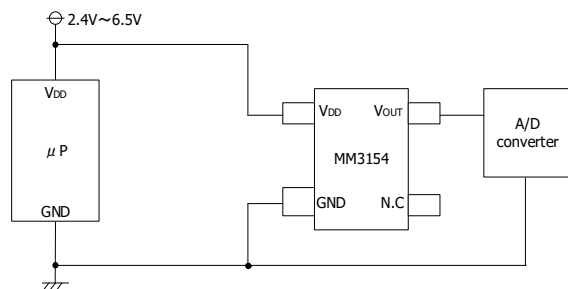 2.4V～6.5V
VDD
μP
GND
VDD
VOUT
MM3154
GND
N.C
A/D
converter